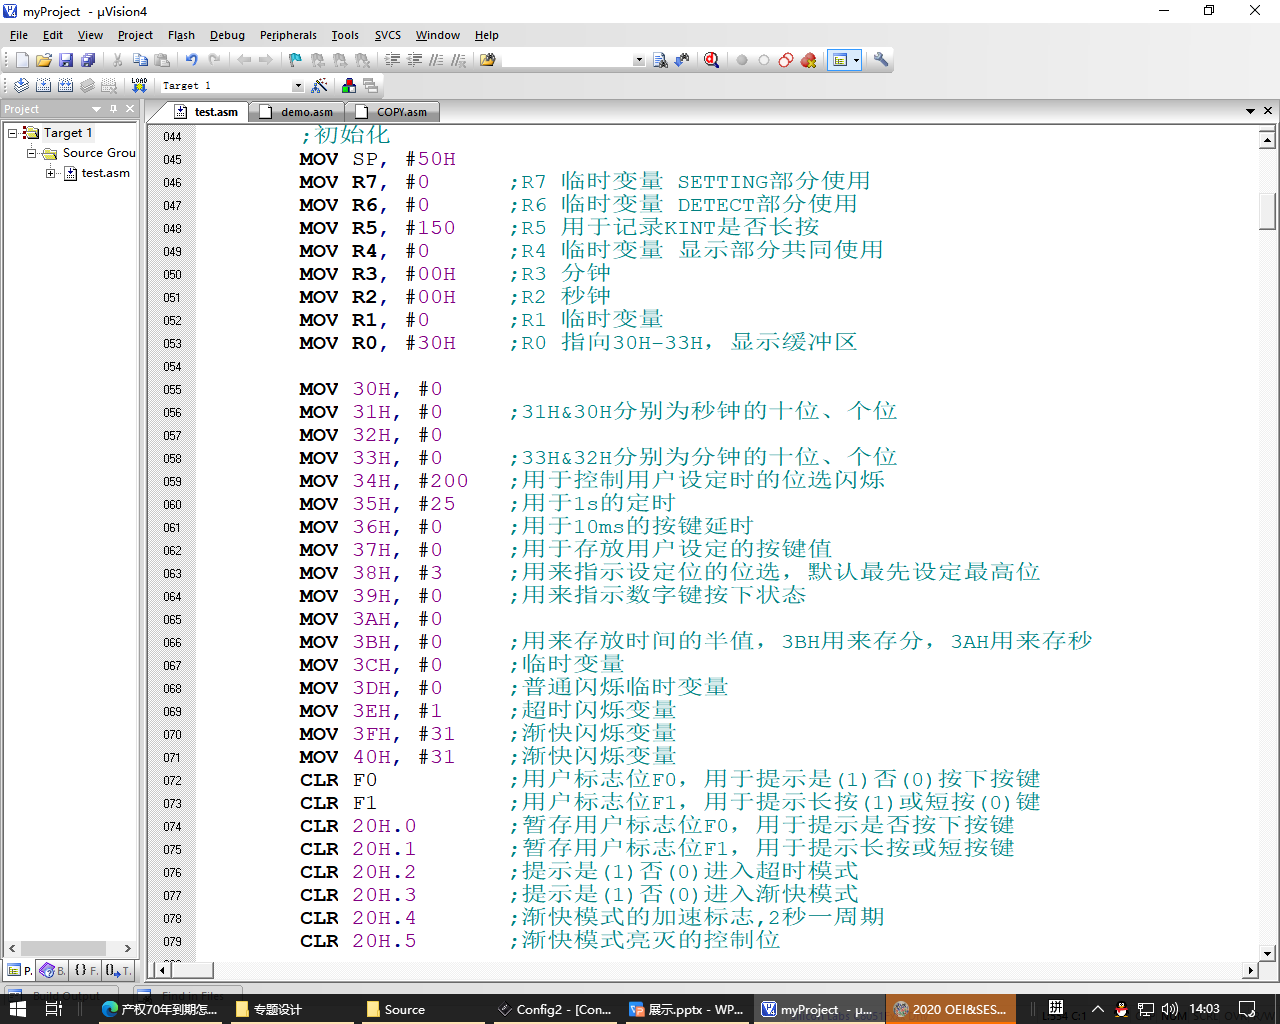 myProject - µVision4
File Edit View Project Flash Debug Peripherals Tools SVCS Window Help
LOAD Target 1
Project
test.asm demo.asm COPY.asm
Target 1
Source Grou
test.asm
044 ;初始化
045 MOV SP, #50H
046 MOV R7, #0 ;R7 临时变量 SETTING部分使用
047 MOV R6, #0 ;R6 临时变量 DETECT部分使用
048 MOV R5, #150 ;R5 用于记录KINT是否长按
049 MOV R4, #0 ;R4 临时变量 显示部分共同使用
050 MOV R3, #00H ;R3 分钟
051 MOV R2, #00H ;R2 秒钟
052 MOV R1, #0 ;R1 临时变量
053 MOV R0, #30H ;R0 指向30H-33H，显示缓冲区
054
055 MOV 30H, #0
056 MOV 31H, #0 ;31H&30H分别为秒钟的十位、个位
057 MOV 32H, #0
058 MOV 33H, #0 ;33H&32H分别为分钟的十位、个位
059 MOV 34H, #200 ;用于控制用户设定时的位选闪烁
060 MOV 35H, #25 ;用于1s的定时
061 MOV 36H, #0 ;用于10ms的按键延时
062 MOV 37H, #0 ;用于存放用户设定的按键值
063 MOV 38H, #3 ;用来指示设定位的位选，默认最先设定最高位
064 MOV 39H, #0 ;用来指示数字键按下状态
065 MOV 3AH, #0
066 MOV 3BH, #0 ;用来存放时间的半值，3BH用来存分，3AH用来存秒
067 MOV 3CH, #0 ;临时变量
068 MOV 3DH, #0 ;普通闪烁临时变量
069 MOV 3EH, #1 ;超时闪烁变量
070 MOV 3FH, #31 ;渐快闪烁变量
071 MOV 40H, #31 ;渐快闪烁变量
072 CLR F0 ;用户标志位F0，用于提示是(1)否(0)按下按键
073 CLR F1 ;用户标志位F1，用于提示长按(1)或短按(0)键
074 CLR 20H.0 ;暂存用户标志位F0，用于提示是否按下按键
075 CLR 20H.1 ;暂存用户标志位F1，用于提示长按或短按键
076 CLR 20H.2 ;提示是(1)否(0)进入超时模式
077 CLR 20H.3 ;提示是(1)否(0)进入渐快模式
078 CLR 20H.4 ;渐快模式的加速标志,2秒一周期
079 CLR 20H.5 ;渐快模式亮灭的控制位
P. B. {} F. T.
Build Output Find in Files
产权70年到期怎... 专题设计 Source Config2 - [Con... 展示.pptx - WP... myProject - µ... 2020 OEI&SES... 14:03